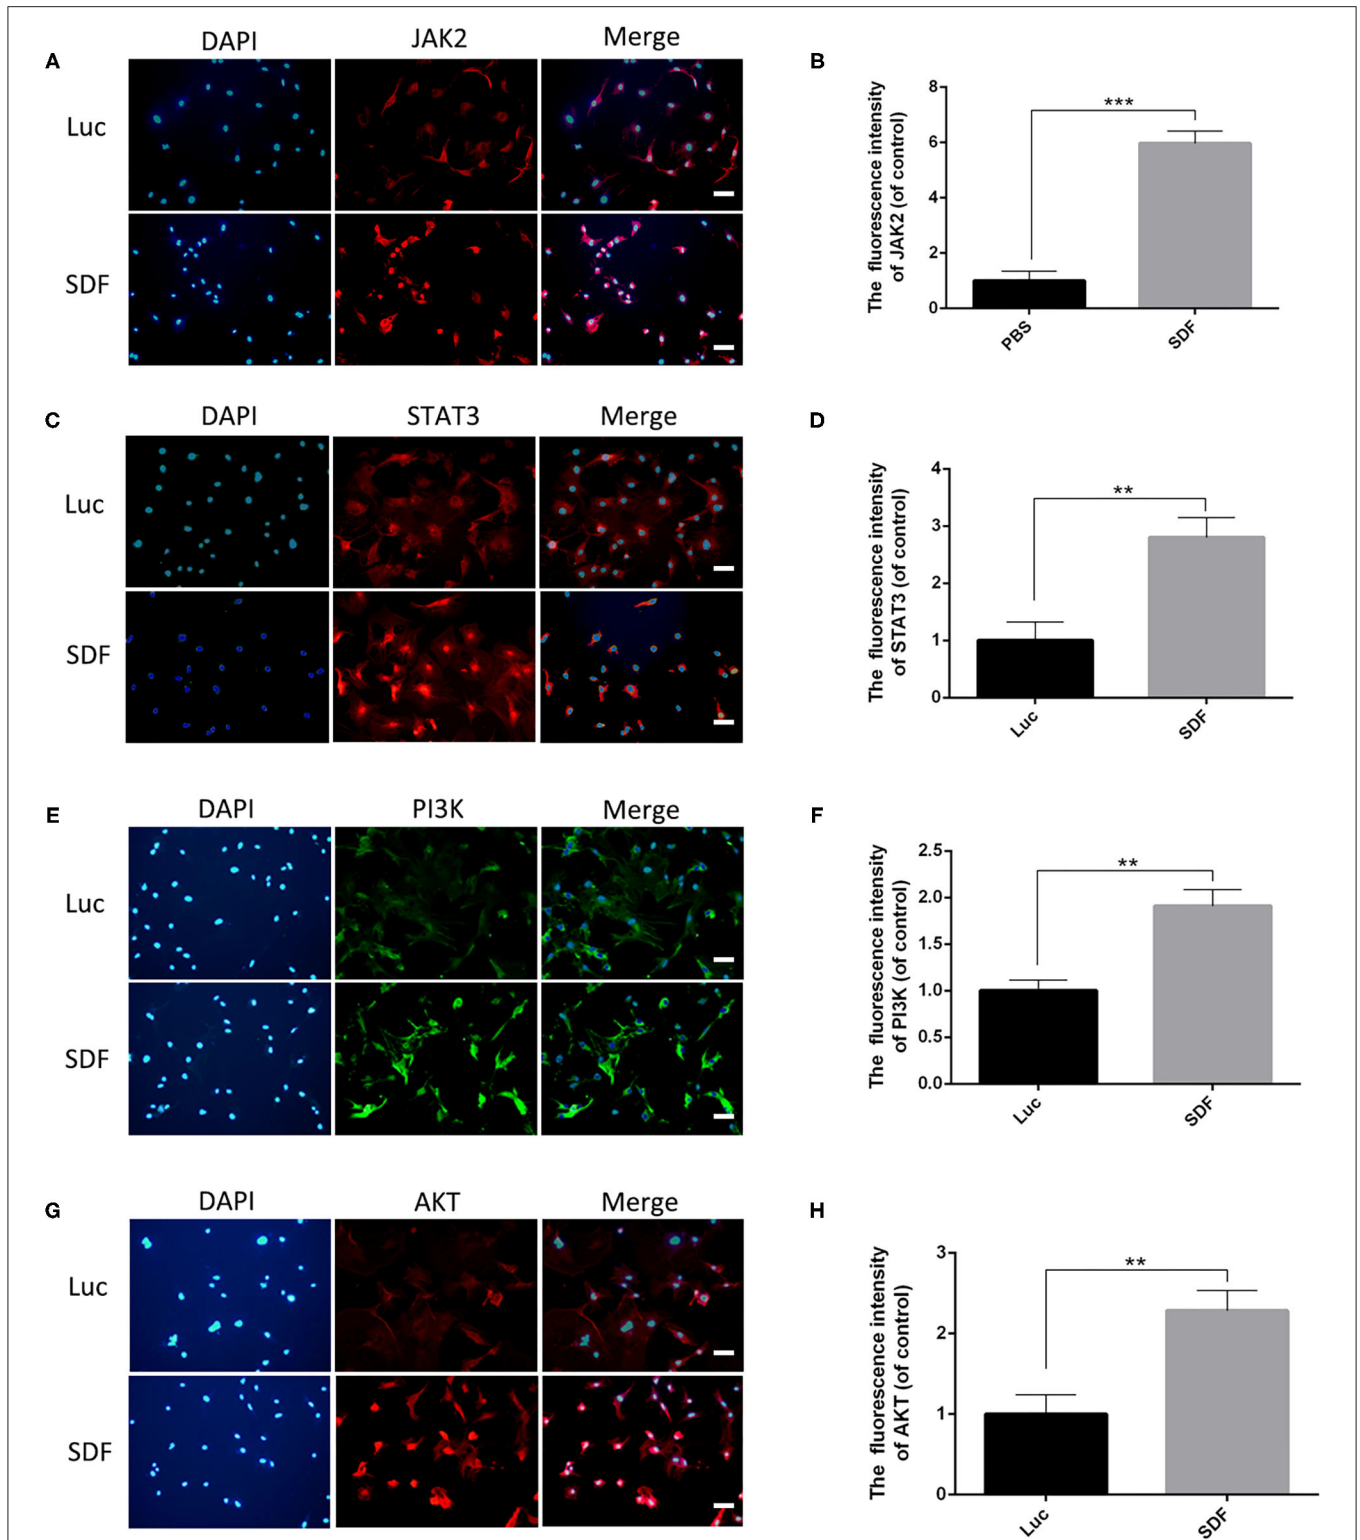 A
DAPI JAK2 Merge
Luc
SDF
B
The fluorescence intensity
of JAK2 (of control)
8
6
4
2
0
***
PBS SDF
C
DAPI STAT3 Merge
Luc
SDF
D
The fluorescence intensity
of STAT3 (of control)
4
3
2
1
0
**
Luc SDF
E
DAPI PI3K Merge
Luc
SDF
F
The fluorescence intensity
of PI3K (of control)
2.5
2.0
1.5
1.0
0.5
0.0
**
Luc SDF
G
DAPI AKT Merge
Luc
SDF
H
The fluorescence intensity
of AKT (of control)
3
2
1
0
**
Luc SDF